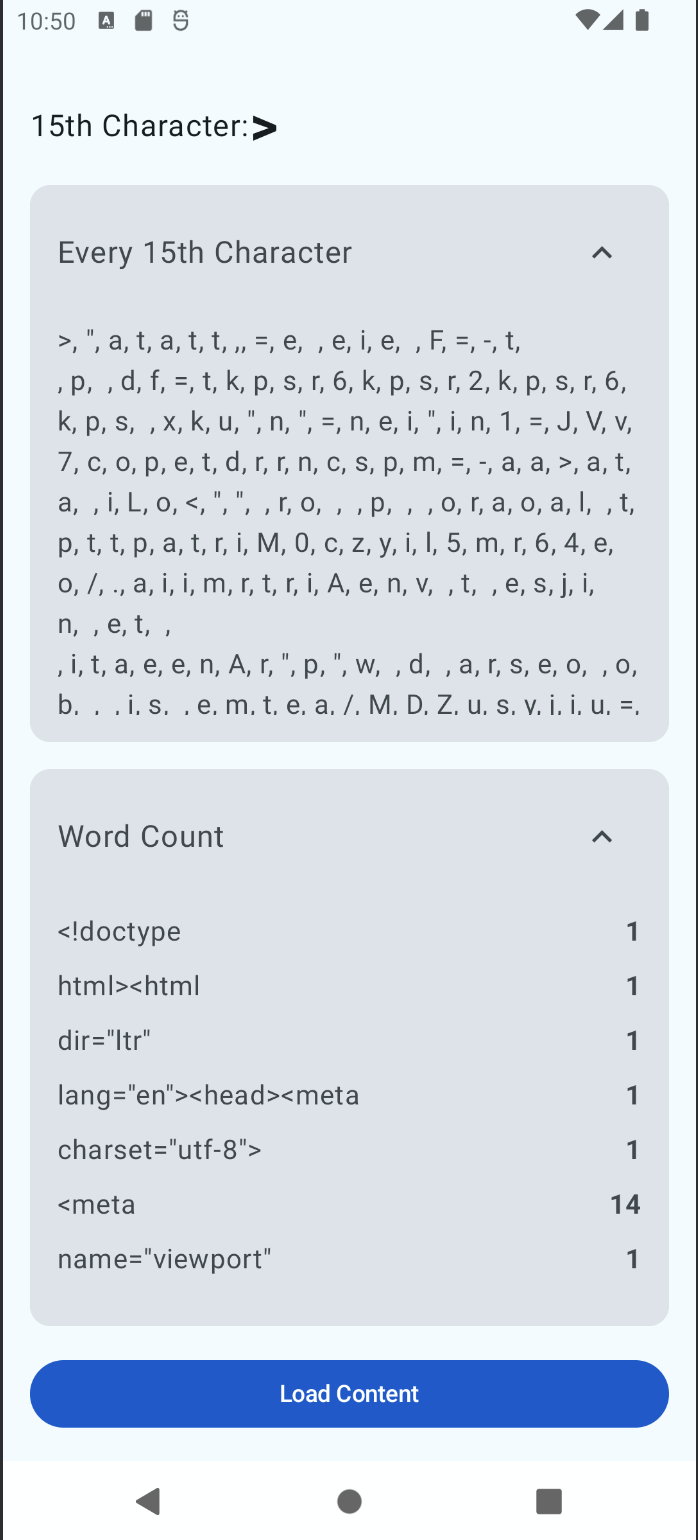 10:50
15th Character:>
Every 15th Character
>, ", a, t, a, t, t, ,, =, e,  , e, i, e,  , F, =, -, t,
, p,  , d, f, =, t, k, p, s, r, 6, k, p, s, r, 2, k, p, s, r, 6,
k, p, s,  , x, k, u, ", n, ", =, n, e, i, ", i, n, 1, =, J, V, v,
7, c, o, p, e, t, d, r, r, n, c, s, p, m, =, -, a, a, >, a, t,
a,  , i, L, o, <, ", ",  , r, o,  ,  , p,  ,  , o, r, a, o, a, l,  , t,
p, t, t, p, a, t, r, i, M, 0, c, z, y, i, l, 5, m, r, 6, 4, e,
o, /, ., a, i, i, m, r, t, r, i, A, e, n, v,  , t,  , e, s, j, i,
n,  , e, t,  ,
, i, t, a, e, e, n, A, r, ", p, ", w,  , d,  , a, r, s, e, o,  , o,
b,  ,  , i, s,  , e, m, t, e, a, /, M, D, Z, u, s, v, i, i, u, =,
Word Count
<!doctype 1
html><html 1
dir="ltr" 1
lang="en"><head><meta 1
charset="utf-8"> 1
<meta 14
name="viewport" 1
Load Content